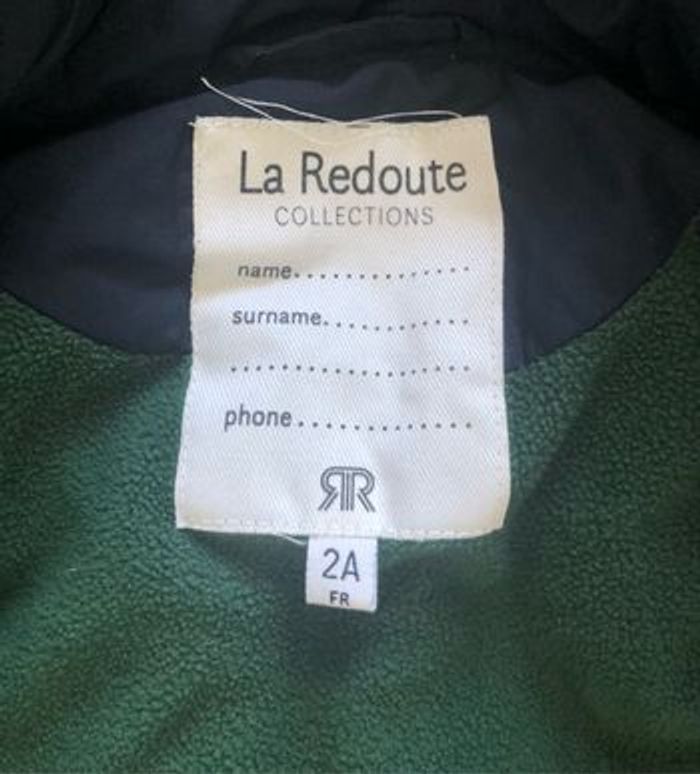 La Redoute
COLLECTIONS
name..............
surname............
....................
phone..............
RR
2A
FR